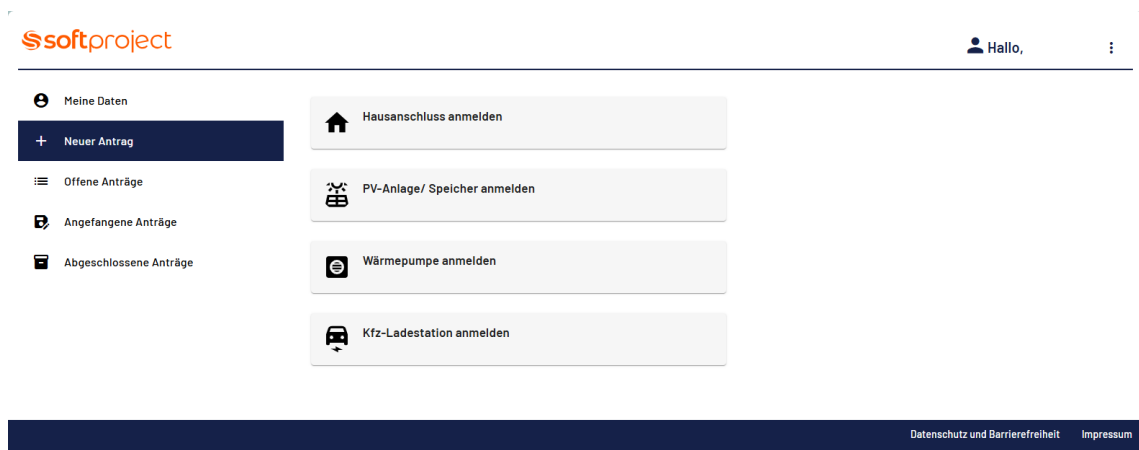 softproject
Hallo,
Meine Daten
Neuer Antrag
Offene Anträge
Angefangene Anträge
Abgeschlossene Anträge
Hausanschluss anmelden
PV-Anlage/ Speicher anmelden
Wärmepumpe anmelden
Kfz-Ladestation anmelden
Datenschutz und Barrierefreiheit
Impressum